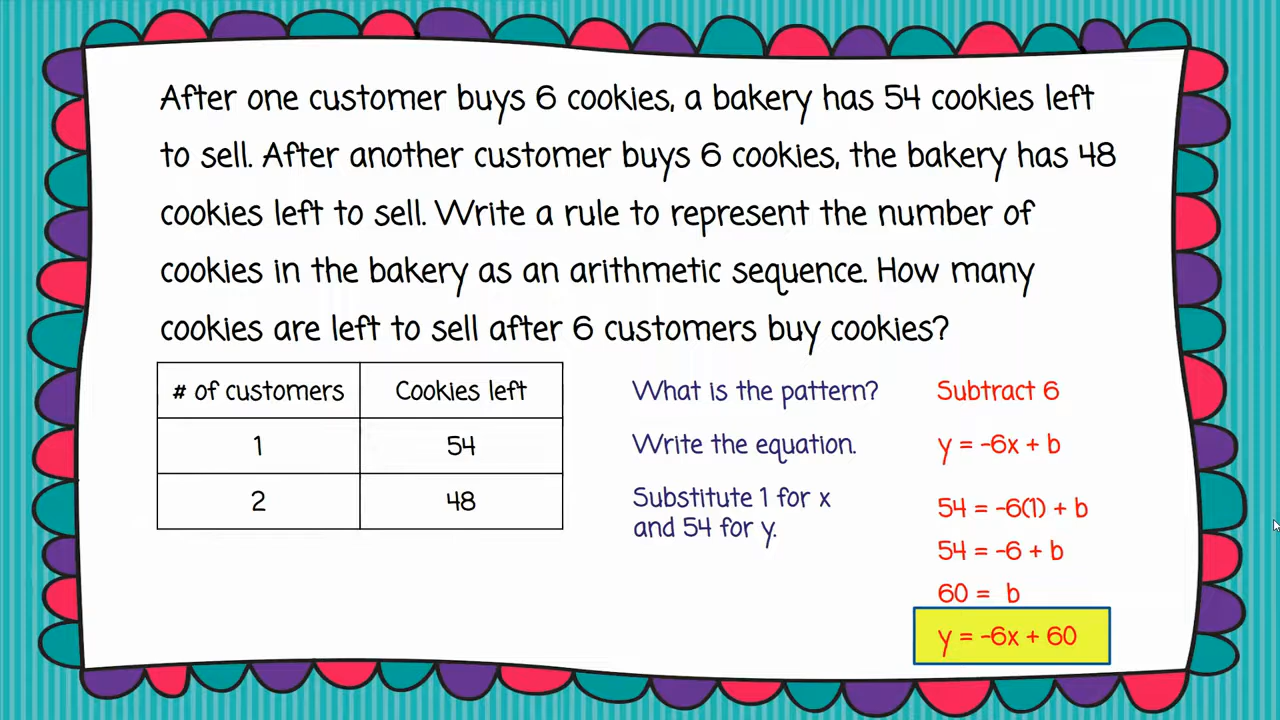 After one customer buys 6 cookies, a bakery has 54 cookies left
to sell. After another customer buys 6 cookies, the bakery has 48
cookies left to sell. Write a rule to represent the number of
cookies in the bakery as an arithmetic sequence. How many
cookies are left to sell after 6 customers buy cookies?
# of customers Cookies left
1 54
2 48
What is the pattern? Subtract 6
Write the equation. y = -6x + b
Substitute 1 for x
and 54 for y.
54 = -6(1) + b
54 = -6 + b
60 = b
y = -6x + 60